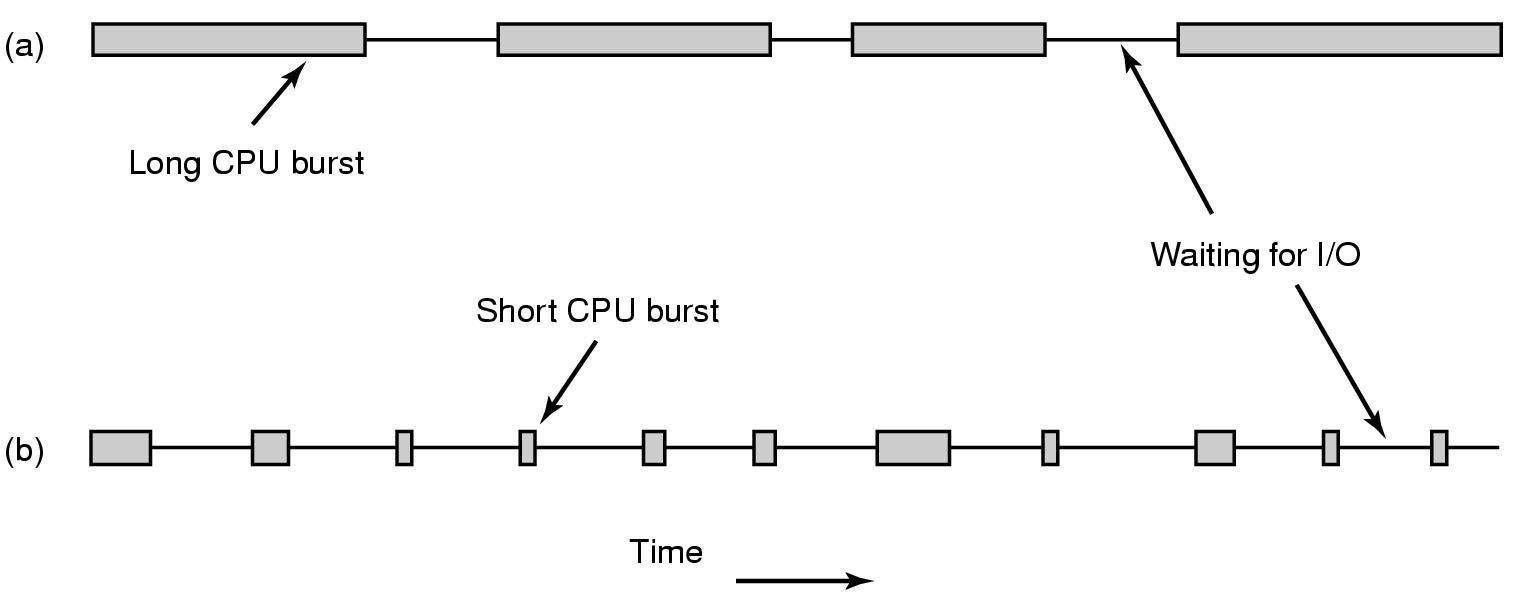 (a)
Long CPU burst
Waiting for I/O
Short CPU burst
(b)
Time